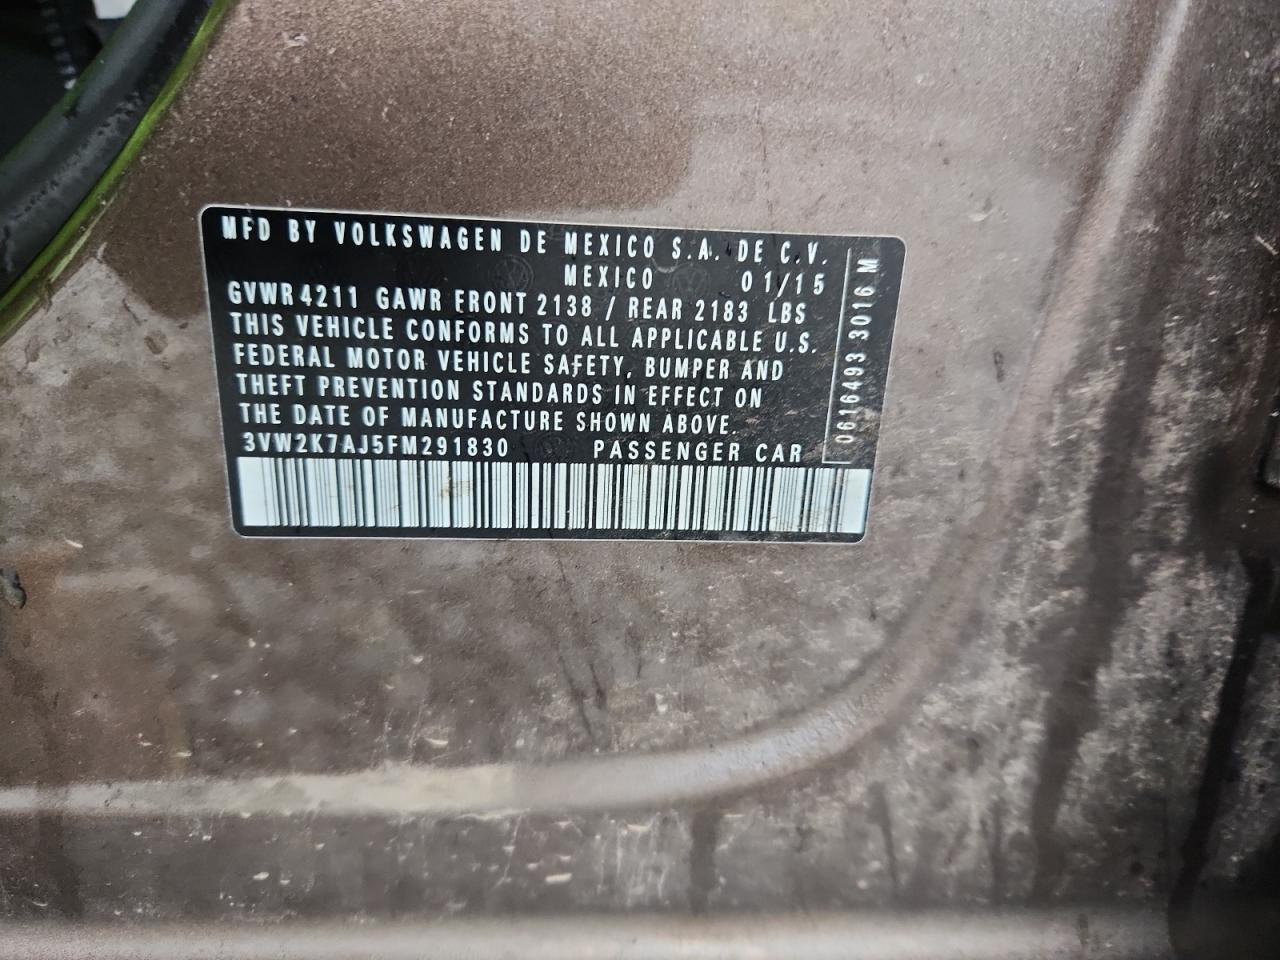 MFD BY VOLKSWAGEN DE MEXICO S.A. DE C.V.
MEXICO 01/15
GVWR 4211 GAWR FRONT 2138 / REAR 2183 LBS
THIS VEHICLE CONFORMS TO ALL APPLICABLE U.S.
FEDERAL MOTOR VEHICLE SAFETY, BUMPER AND
THEFT PREVENTION STANDARDS IN EFFECT ON
THE DATE OF MANUFACTURE SHOWN ABOVE.
3VW2K7AJ5FM291830 PASSENGER CAR
0616493 3016 M